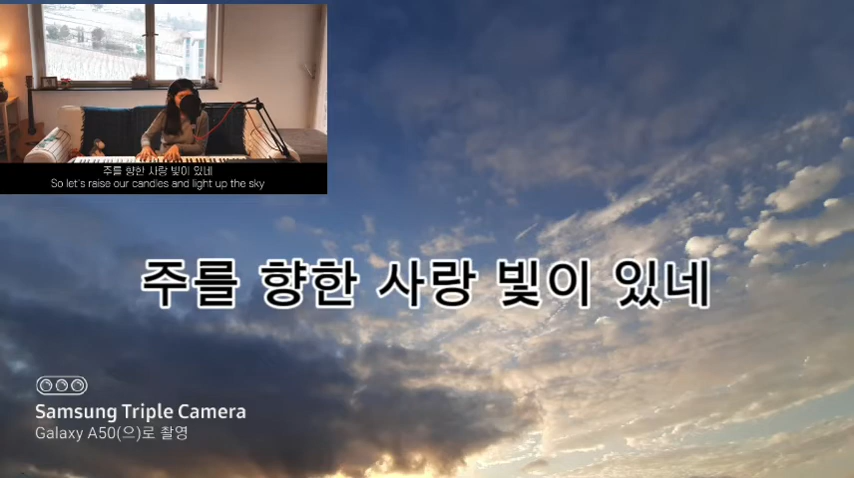 주를 향한 사랑 빛이 있네
So let's raise our candles and light up the sky
주를 향한 사랑 빛이 있네
Samsung Triple Camera
Galaxy A50(으)로 촬영